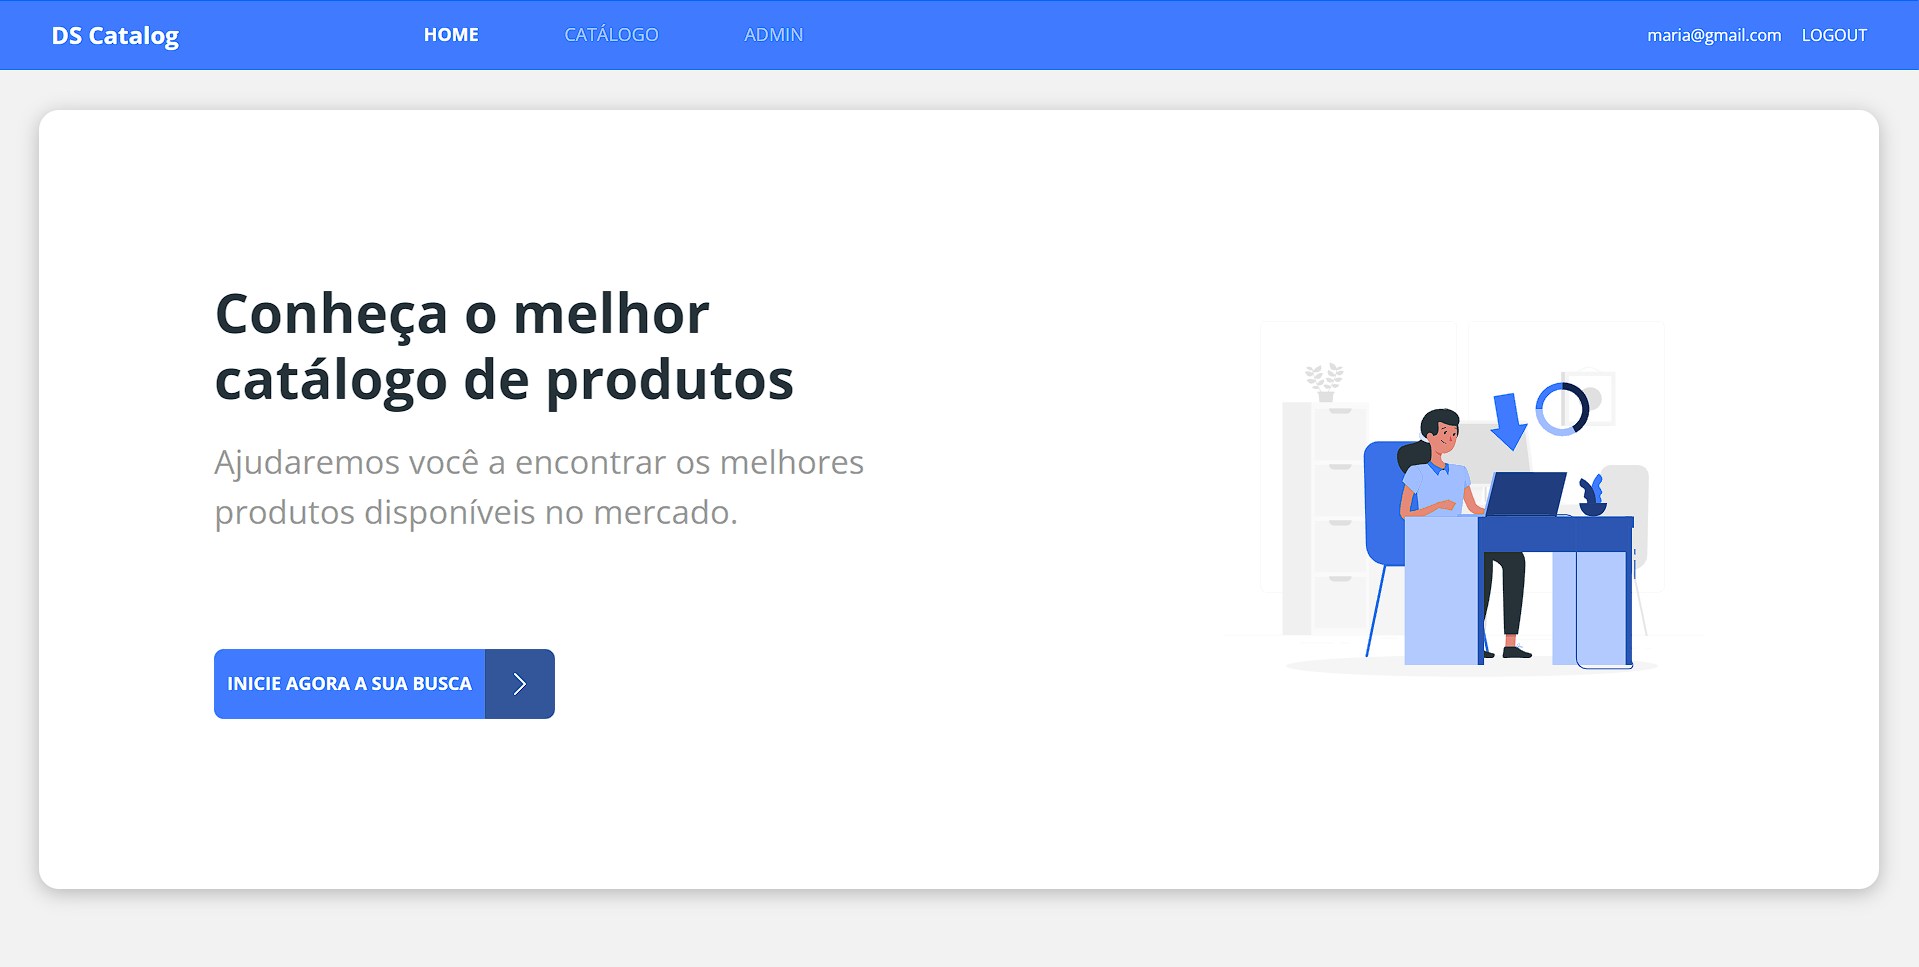 DS Catalog
HOME
CATÁLOGO
ADMIN
maria@gmail.com
LOGOUT
Conheça o melhor
catálogo de produtos
Ajudaremos você a encontrar os melhores
produtos disponíveis no mercado.
INICIE AGORA A SUA BUSCA